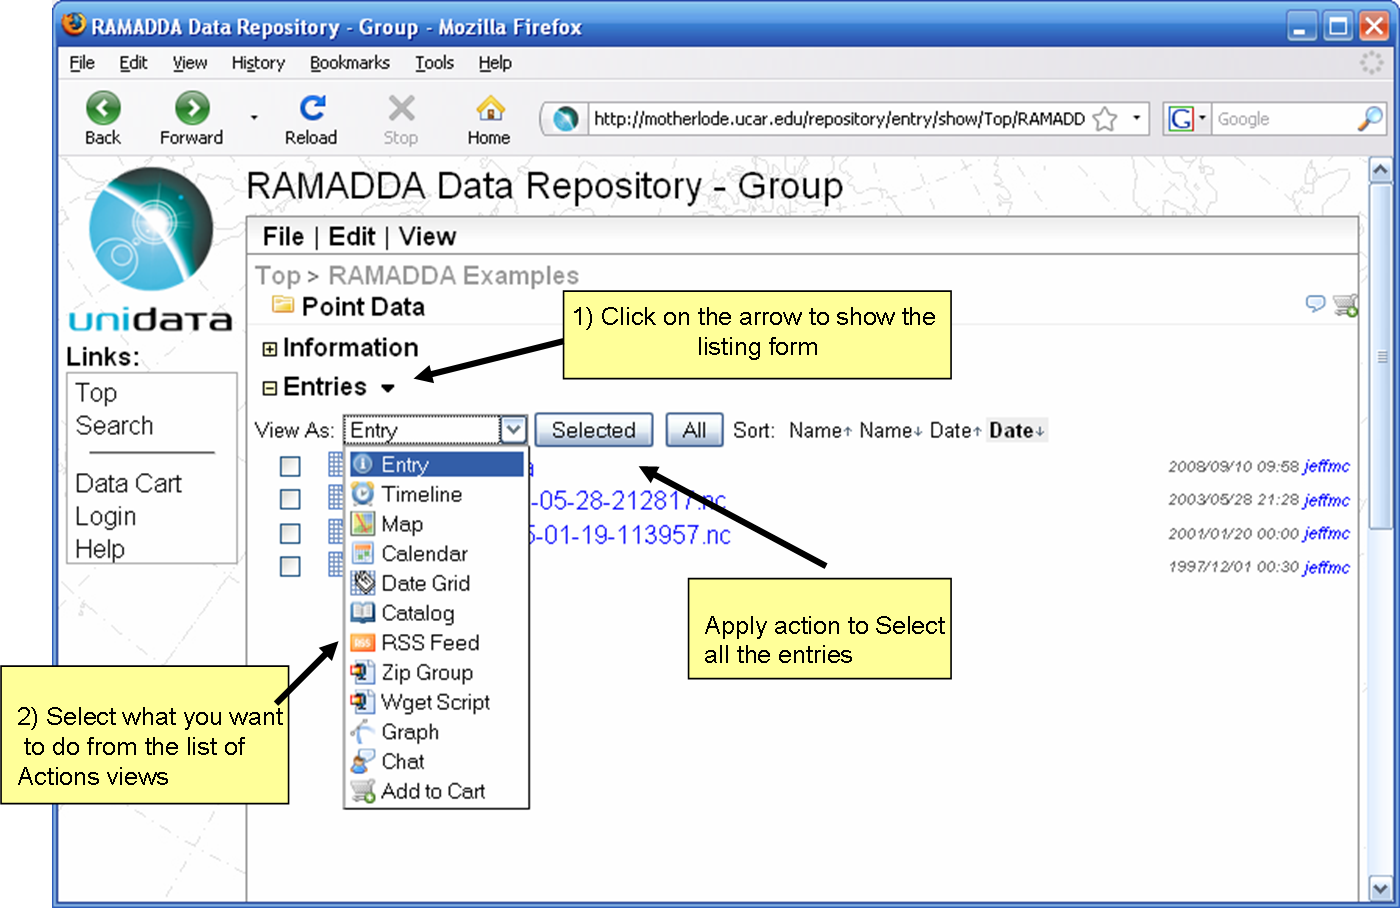 RAMADDA Data Repository - Group - Mozilla Firefox
File Edit View History Bookmarks Tools Help
Back Forward Reload Stop Home http://motherlode.ucar.edu/repository/entry/show/Top/RAMADD G Google
RAMADDA Data Repository - Group
File | Edit | View
Top > RAMADDA Examples
Point Data
unidata
Links:
Top
Search
Data Cart
Login
Help
1) Click on the arrow to show the
listing form
Information
Entries
View As: Entry Selected All Sort: Name↑ Name↓ Date↑ Date↓
2008/09/10 09:58 jeffmc
-05-28-212817.nc 2003/05/28 21:28 jeffmc
-01-19-113957.nc 2001/01/20 00:00 jeffmc
1997/12/01 00:30 jeffmc
Entry
Timeline
Map
Calendar
Date Grid
Catalog
RSS Feed
Zip Group
Wget Script
Graph
Chat
Add to Cart
Apply action to Select
all the entries
2) Select what you want
to do from the list of
Actions views